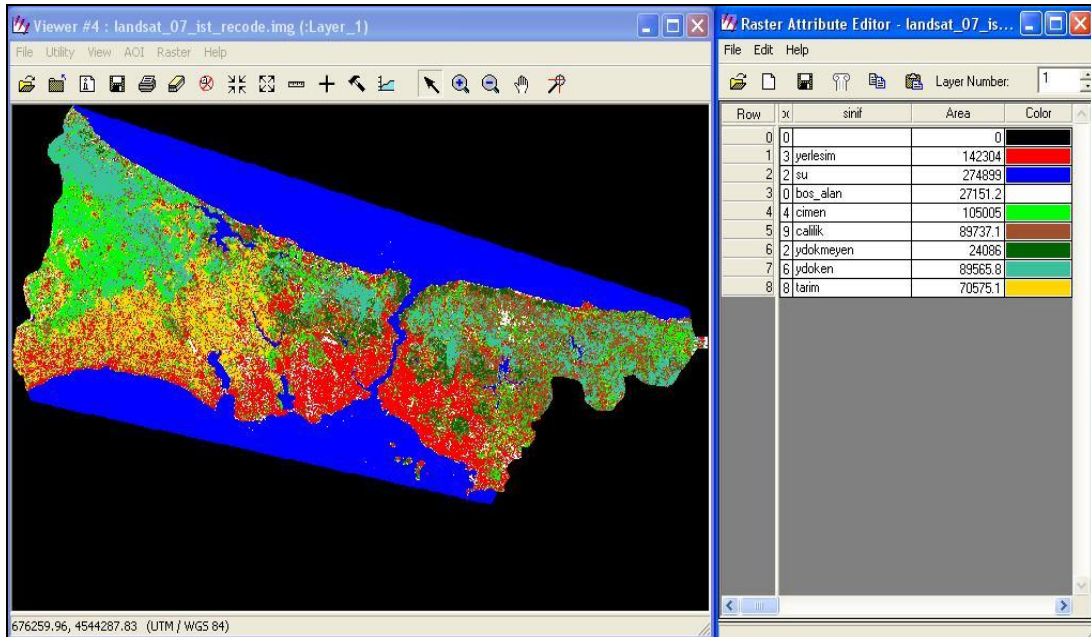 Viewer #4 : landsat_07_ist_recode.img (:Layer_1)
File Utility View AOI Raster Help
676259.96, 4544287.83 (UTM / WGS 84)
Raster Attribute Editor - landsat_07_is...
File Edit Help
Layer Number: 1
Row sinif Area Color
0 0 0
1 3 yerlesim 142304
2 2 su 274899
3 0 bos_alan 27151.2
4 4 cimen 105005
5 9 calilik 89737.1
6 2 ydokmeyen 24086
7 6 ydoken 89565.8
8 8 tarim 70575.1